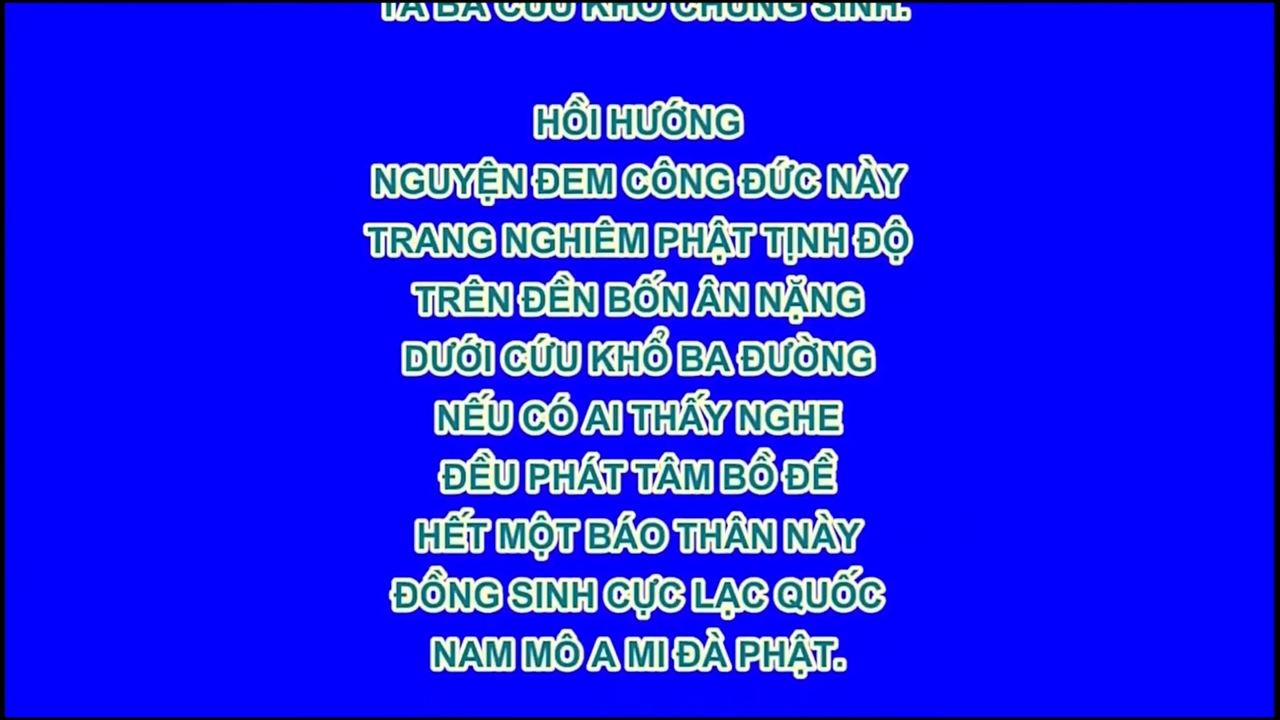 TA BÀ CỨU KHỔ CHÚNG SINH.
HỒI HƯỚNG
NGUYỆN ĐEM CÔNG ĐỨC NÀY
TRANG NGHIÊM PHẬT TỊNH ĐỘ
TRÊN ĐỀN BỐN ÂN NẶNG
DƯỚI CỨU KHỔ BA ĐƯỜNG
NẾU CÓ AI THẤY NGHE
ĐỀU PHÁT TÂM BỒ ĐỀ
HẾT MỘT BÁO THÂN NÀY
ĐỒNG SINH CỰC LẠC QUỐC
NAM MÔ A MI ĐÀ PHẬT.